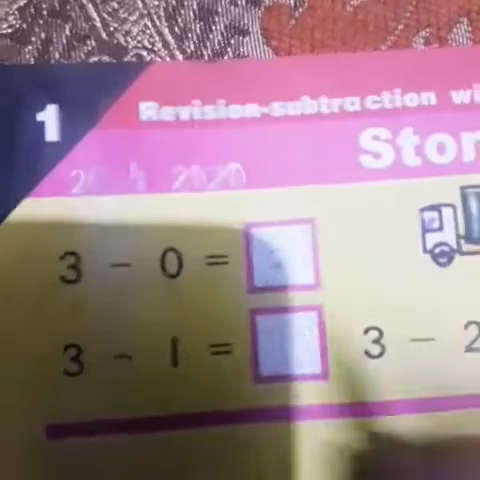 1
Revision-subtraction wi
Stor
2020
3 - 0 =
3 - 1 =
3 - 2